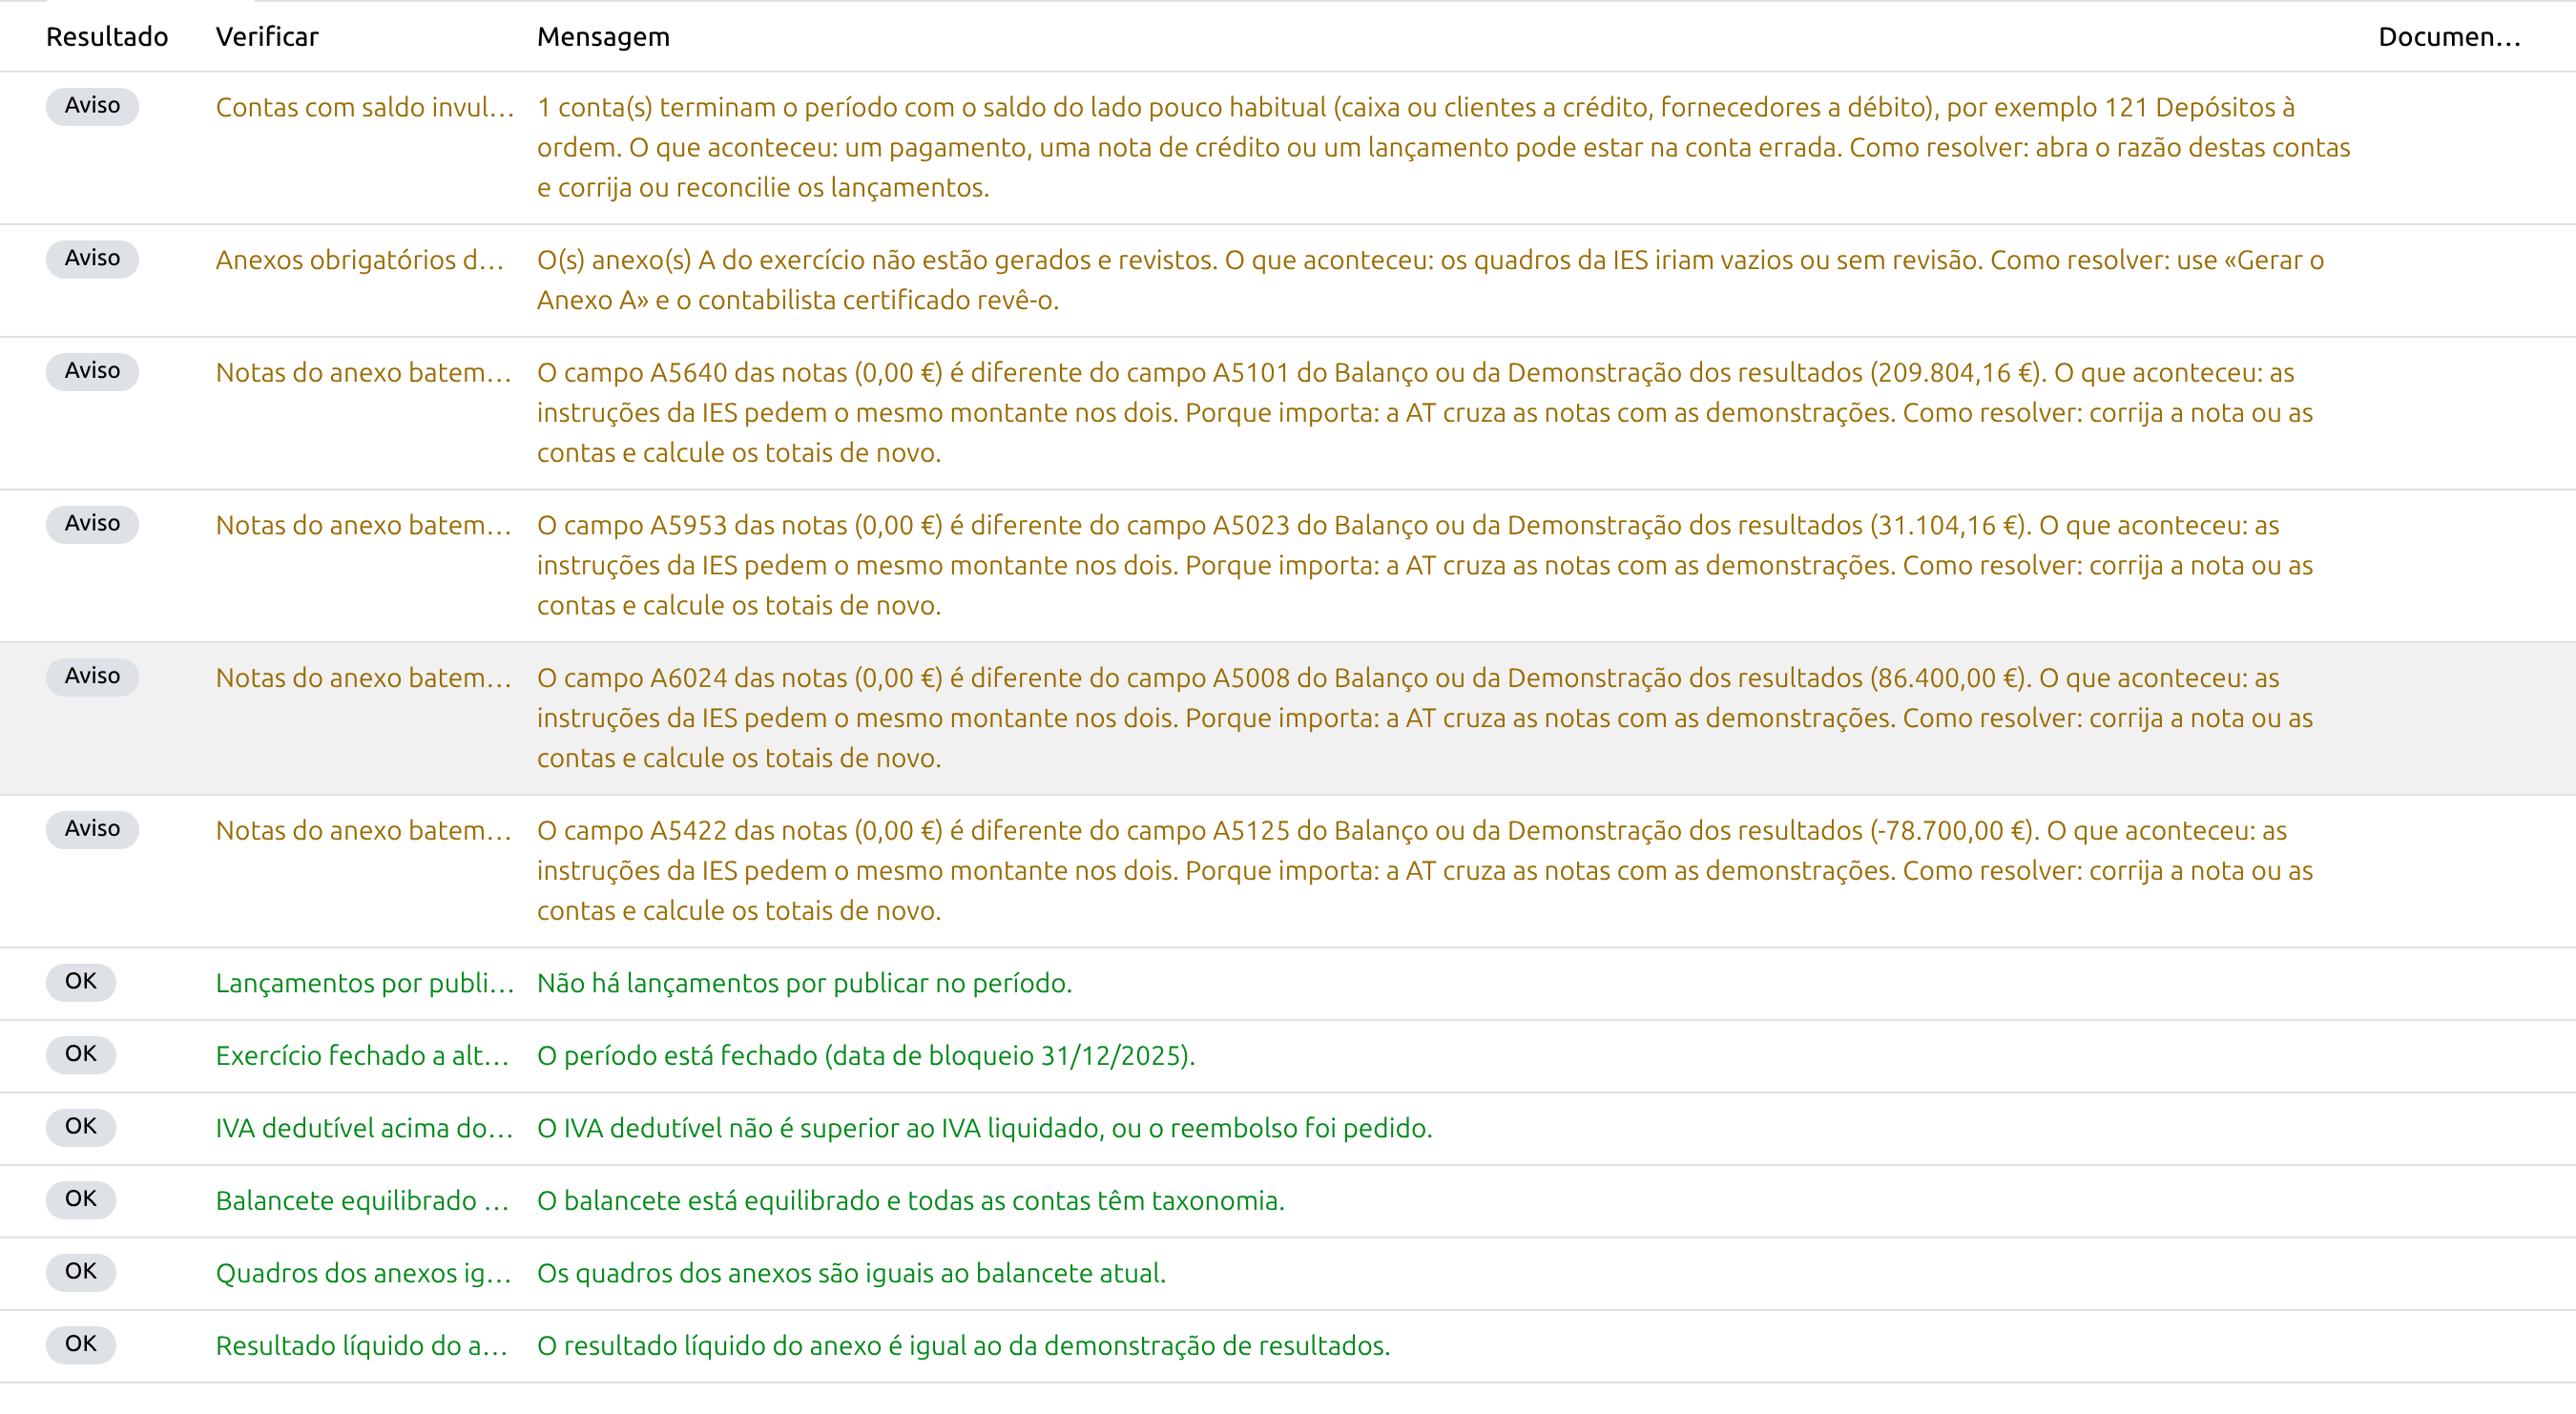 Resultado Verificar Mensagem Documen…
Aviso Contas com saldo invul… 1 conta(s) terminam o período com o saldo do lado pouco habitual (caixa ou clientes a crédito, fornecedores a débito), por exemplo 121 Depósitos à
ordem. O que aconteceu: um pagamento, uma nota de crédito ou um lançamento pode estar na conta errada. Como resolver: abra o razão destas contas
e corrija ou reconcilie os lançamentos.
Aviso Anexos obrigatórios d… O(s) anexo(s) A do exercício não estão gerados e revistos. O que aconteceu: os quadros da IES iriam vazios ou sem revisão. Como resolver: use «Gerar o
Anexo A» e o contabilista certificado revê-o.
Aviso Notas do anexo batem… O campo A5640 das notas (0,00 €) é diferente do campo A5101 do Balanço ou da Demonstração dos resultados (209.804,16 €). O que aconteceu: as
instruções da IES pedem o mesmo montante nos dois. Porque importa: a AT cruza as notas com as demonstrações. Como resolver: corrija a nota ou as
contas e calcule os totais de novo.
Aviso Notas do anexo batem… O campo A5953 das notas (0,00 €) é diferente do campo A5023 do Balanço ou da Demonstração dos resultados (31.104,16 €). O que aconteceu: as
instruções da IES pedem o mesmo montante nos dois. Porque importa: a AT cruza as notas com as demonstrações. Como resolver: corrija a nota ou as
contas e calcule os totais de novo.
Aviso Notas do anexo batem… O campo A6024 das notas (0,00 €) é diferente do campo A5008 do Balanço ou da Demonstração dos resultados (86.400,00 €). O que aconteceu: as
instruções da IES pedem o mesmo montante nos dois. Porque importa: a AT cruza as notas com as demonstrações. Como resolver: corrija a nota ou as
contas e calcule os totais de novo.
Aviso Notas do anexo batem… O campo A5422 das notas (0,00 €) é diferente do campo A5125 do Balanço ou da Demonstração dos resultados (-78.700,00 €). O que aconteceu: as
instruções da IES pedem o mesmo montante nos dois. Porque importa: a AT cruza as notas com as demonstrações. Como resolver: corrija a nota ou as
contas e calcule os totais de novo.
OK Lançamentos por publi… Não há lançamentos por publicar no período.
OK Exercício fechado a alt… O período está fechado (data de bloqueio 31/12/2025).
OK IVA dedutível acima do… O IVA dedutível não é superior ao IVA liquidado, ou o reembolso foi pedido.
OK Balancete equilibrado … O balancete está equilibrado e todas as contas têm taxonomia.
OK Quadros dos anexos ig… Os quadros dos anexos são iguais ao balancete atual.
OK Resultado líquido do a… O resultado líquido do anexo é igual ao da demonstração de resultados.